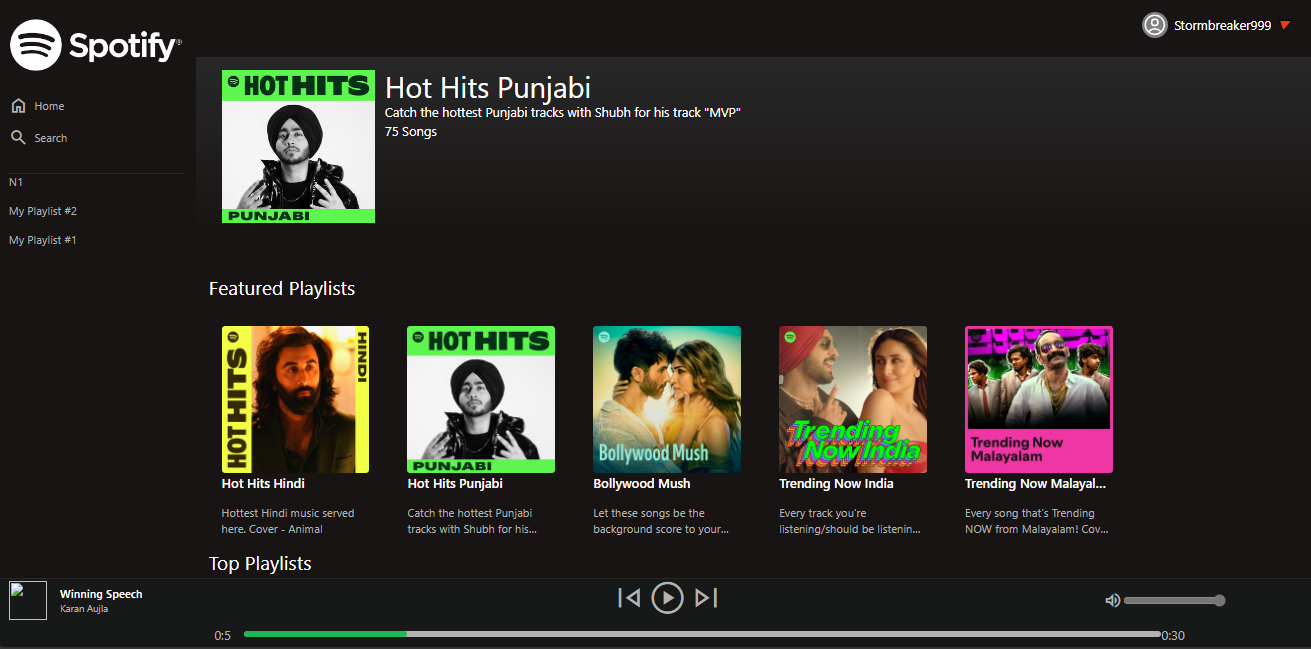 Spotify®
Stormbreaker999
Home
Search
N1
My Playlist #2
My Playlist #1
HOT HITS
PUNJABI
Hot Hits Punjabi
Catch the hottest Punjabi tracks with Shubh for his track "MVP"
75 Songs
Featured Playlists
HOT HITS
HINDI
Hot Hits Hindi
Hottest Hindi music served
here. Cover - Animal
HOT HITS
PUNJABI
Hot Hits Punjabi
Catch the hottest Punjabi
tracks with Shubh for his...
Bollywood Mush
Bollywood Mush
Let these songs be the
background score to your...
Trending
Now India
Trending Now India
Every track you're
listening/should be listenin...
Trending Now
Malayalam
Trending Now Malayal...
Every song that's Trending
NOW from Malayalam! Cov...
Top Playlists
Winning Speech
Karan Aujla
0:5
0:30